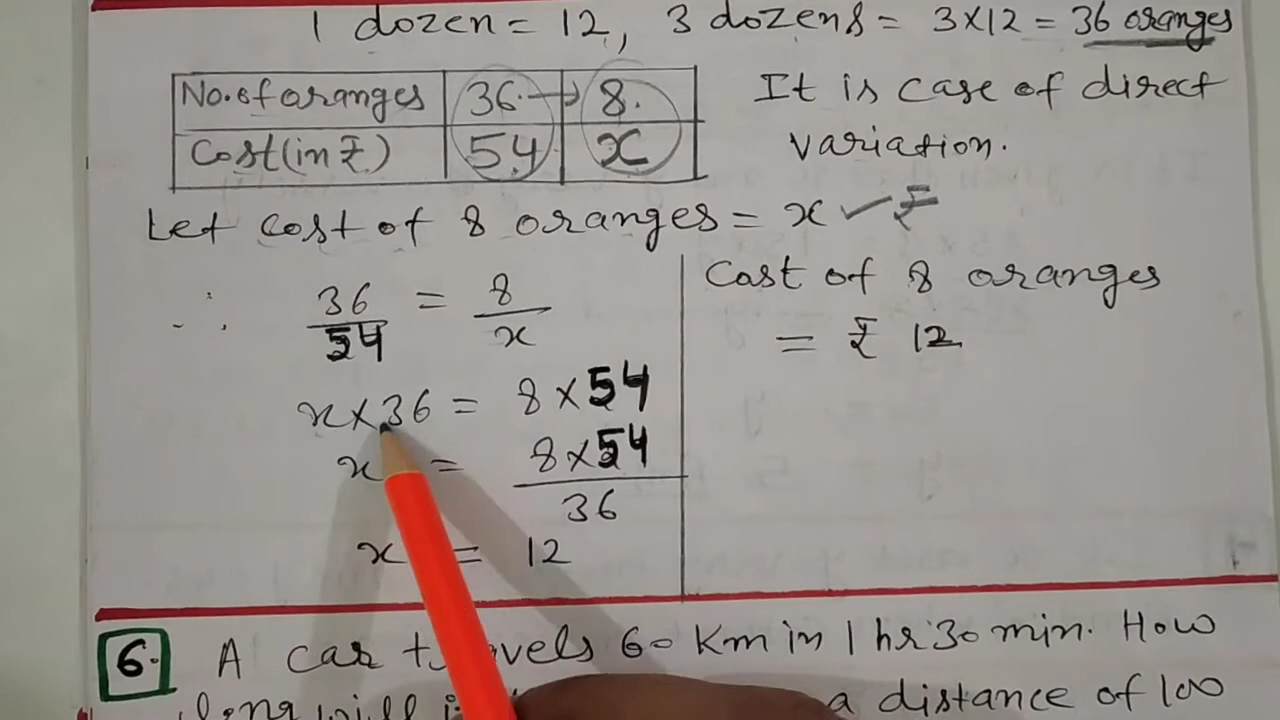 1 dozen = 12, 3 dozens = 3×12 = 36 oranges
No. of oranges 36 → 8
Cost (in ₹) 54 x
It is case of direct
variation.
Let cost of 8 oranges = x ✓ ₹
∴ 36/54 = 8/x
x×36 = 8×54
x = 8×54/36
x = 12
Cost of 8 oranges
= ₹ 12
6. A car travels 60 Km in 1 hr 30 min. How
long will a distance of 100